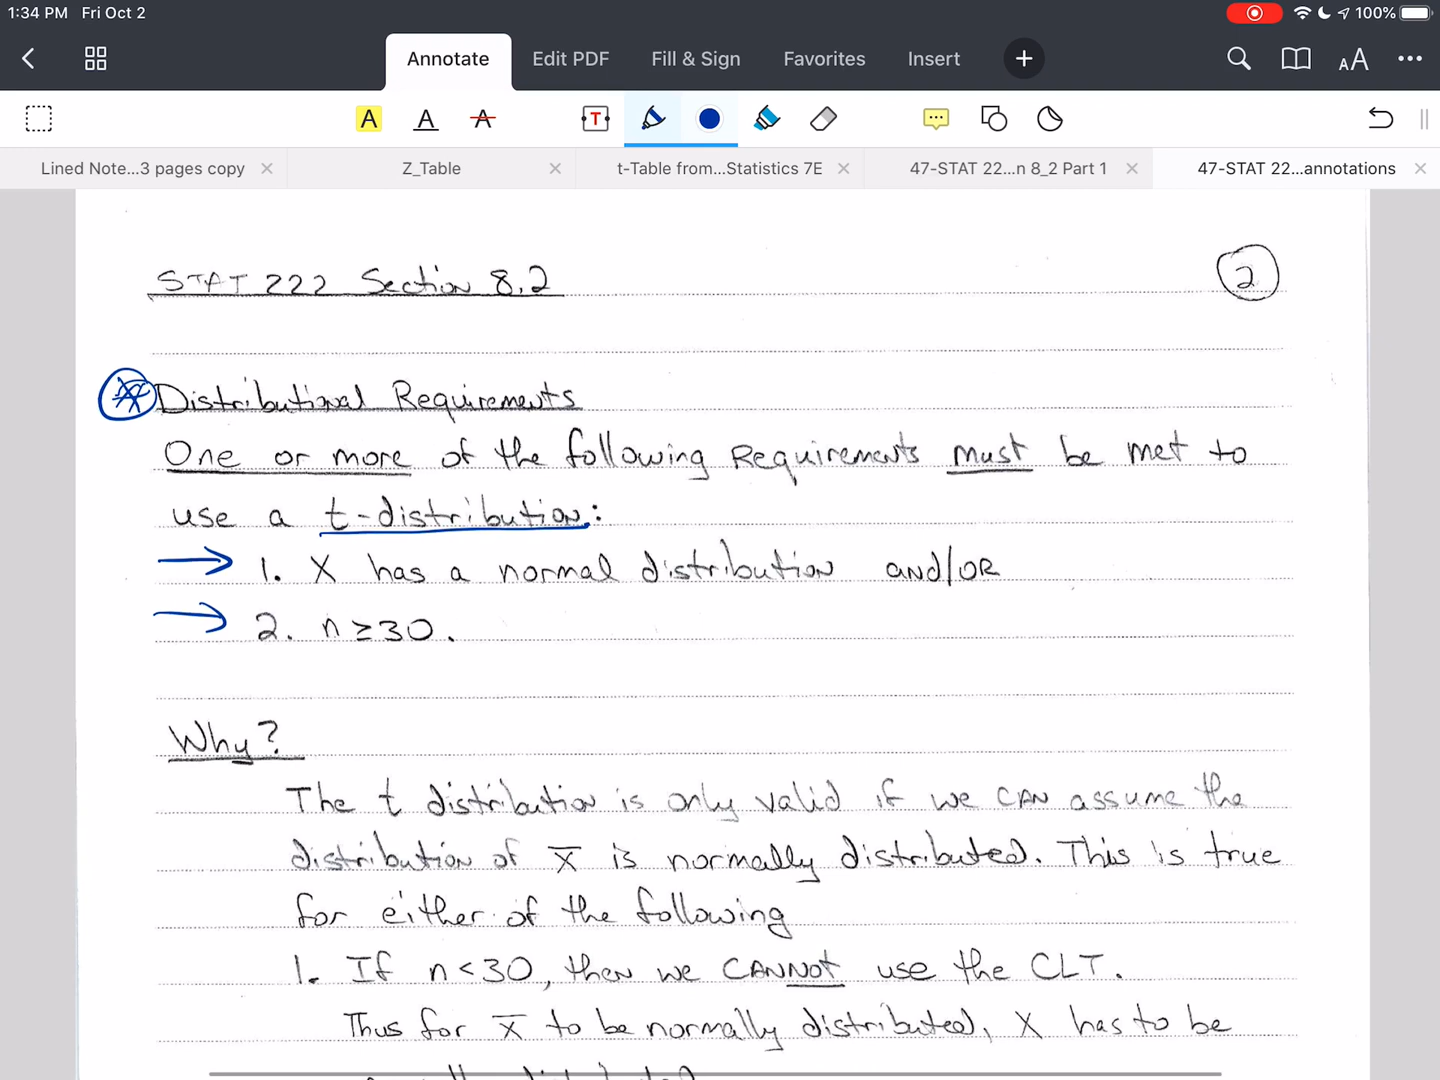 1:34 PM Fri Oct 2
100%
Annotate Edit PDF Fill & Sign Favorites Insert
A A A T AA
Lined Note...3 pages copy Z_Table t-Table from...Statistics 7E 47-STAT 22...n 8_2 Part 1 47-STAT 22...annotations
STAT 222 Section 8.2 2
Distributional Requirements
One or more of the following Requirements must be met to
use a t-distribution:
1. X has a normal distribution AND/OR
2. n ≥ 30.
Why?
The t distribution is only valid if we CAN assume the
distribution of x̄ is normally distributed. This is true
for either of the following
1. If n < 30, then we CANNOT use the CLT.
Thus for x̄ to be normally distributed, X has to be